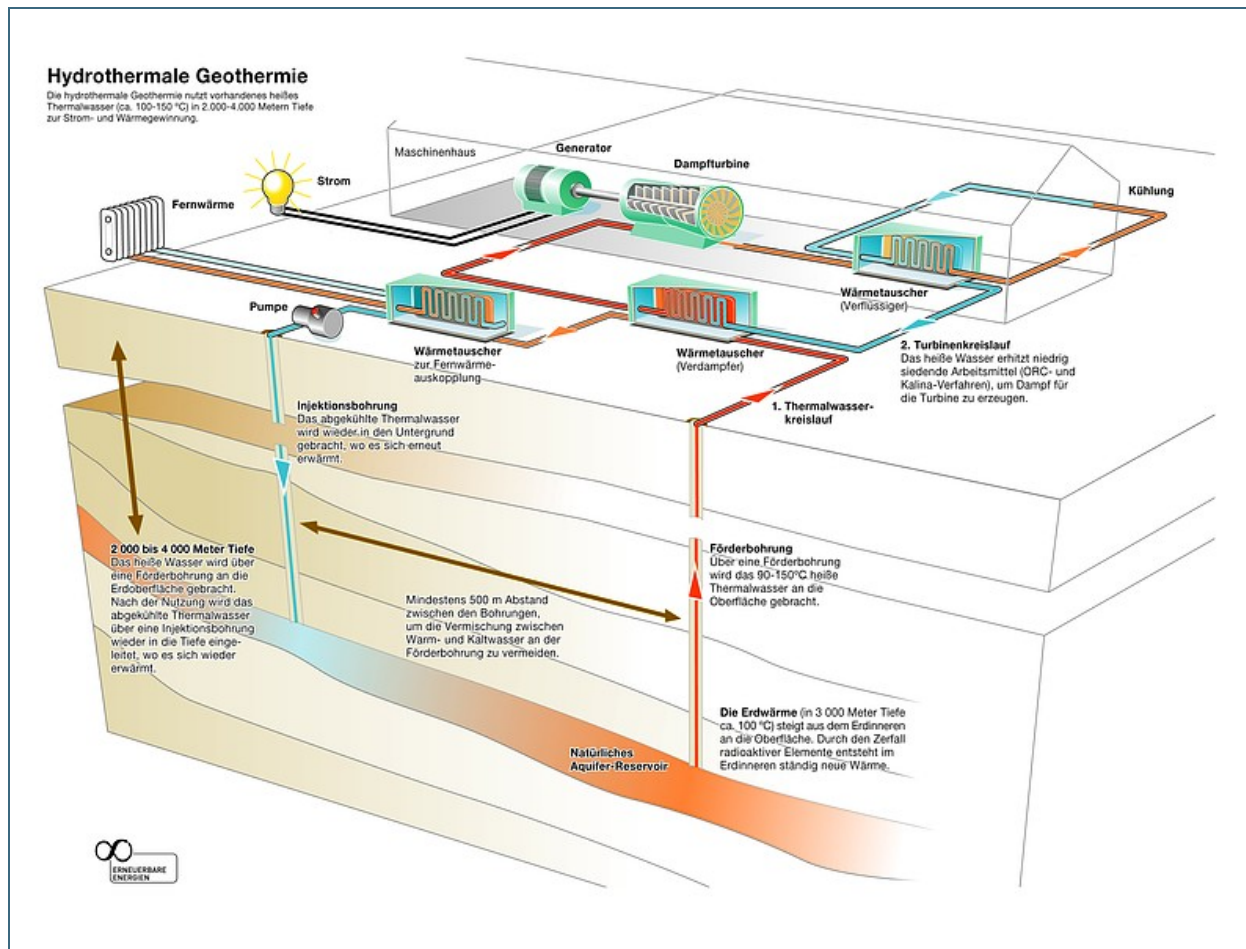 Hydrothermale Geothermie
Die hydrothermale Geothermie nutzt vorhandenes heißes
Thermalwasser (ca. 100-150 °C) in 2.000-4.000 Metern Tiefe
zur Strom- und Wärmegewinnung.
Maschinenhaus
Generator
Dampfturbine
Strom
Fernwärme
Kühlung
Pumpe
Wärmetauscher
zur Fernwärme-
auskopplung
Wärmetauscher
(Verdampfer)
Wärmetauscher
(Verflüssiger)
2. Turbinenkreislauf
Das heiße Wasser erhitzt niedrig
siedende Arbeitsmittel (ORC- und
Kalina-Verfahren), um Dampf für
die Turbine zu erzeugen.
1. Thermalwasser-
kreislauf
Injektionsbohrung
Das abgekühlte Thermalwasser
wird wieder in den Untergrund
gebracht, wo es sich erneut
erwärmt.
2 000 bis 4 000 Meter Tiefe
Das heiße Wasser wird über
eine Förderbohrung an die
Erdoberfläche gebracht.
Nach der Nutzung wird das
abgekühlte Thermalwasser
über eine Injektionsbohrung
wieder in die Tiefe einge-
leitet, wo es sich wieder
erwärmt.
Mindestens 500 m Abstand
zwischen den Bohrungen,
um die Vermischung zwischen
Warm- und Kaltwasser an der
Förderbohrung zu vermeiden.
Förderbohrung
Über eine Förderbohrung
wird das 90-150°C heiße
Thermalwasser an die
Oberfläche gebracht.
Die Erdwärme (in 3 000 Meter Tiefe
ca. 100 °C) steigt aus dem Erdinneren
an die Oberfläche. Durch den Zerfall
radioaktiver Elemente entsteht im
Erdinneren ständig neue Wärme.
Natürliches
Aquifer-Reservoir
ERNEUERBARE
ENERGIEN